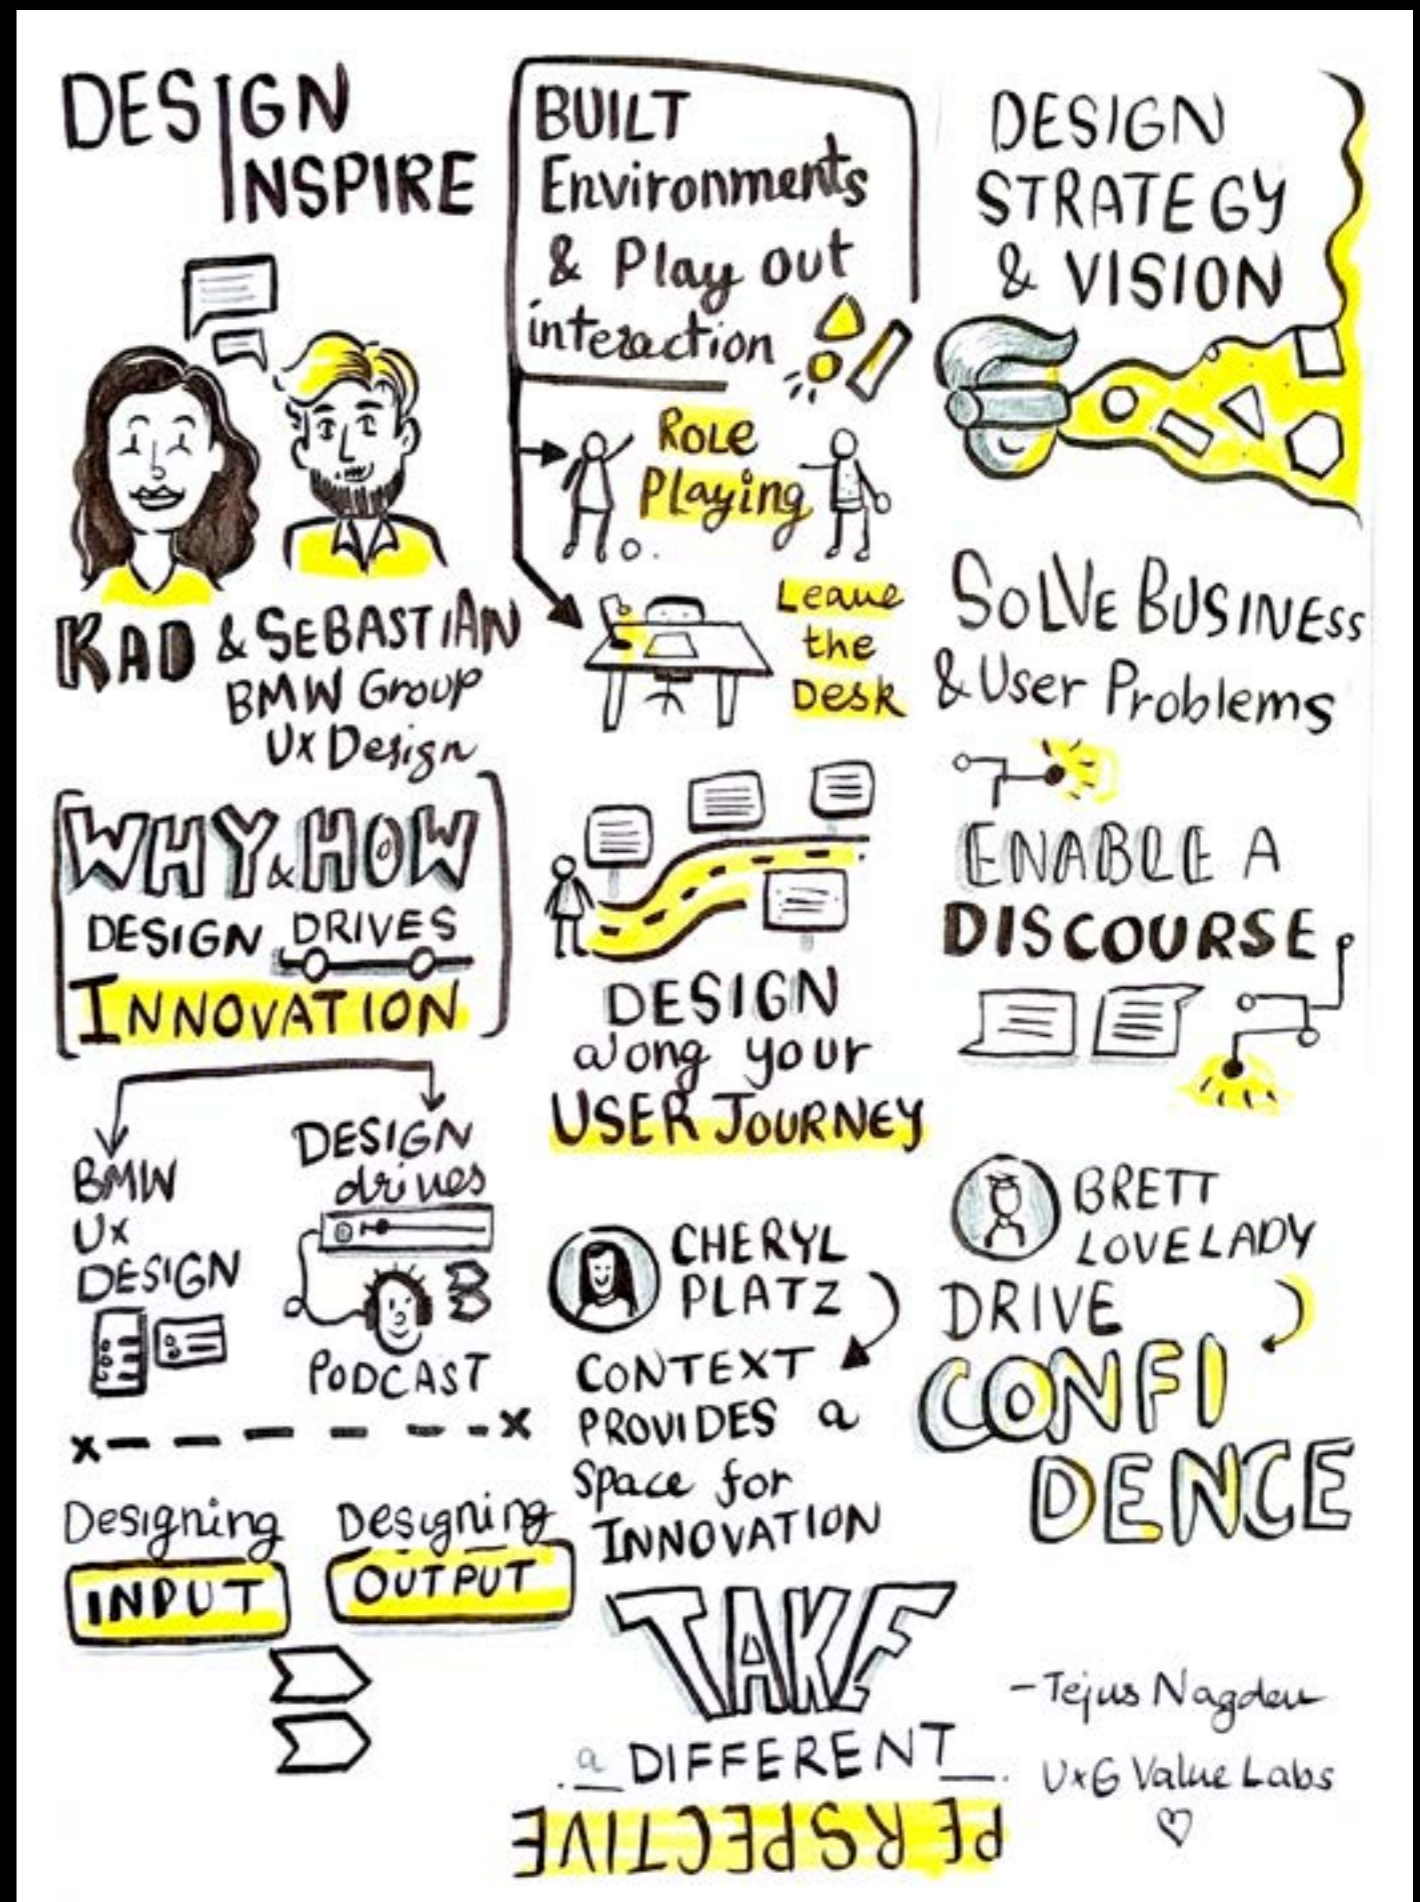 DESIGN
INSPIRE
KAD & SEBASTIAN
BMW Group
Ux Design
WHY & HOW
DESIGN DRIVES
INNOVATION
BMW
Ux
DESIGN
DESIGN
drives
PODCAST
Designing
INPUT
Designing
OUTPUT
BUILT
Environments
& Play out
interaction
ROLE
Playing
Leave
the
Desk
DESIGN
along your
USER JOURNEY
CHERYL
PLATZ
CONTEXT
PROVIDES a
Space for
INNOVATION
TAKE
a DIFFERENT
PERSPECTIVE
DESIGN
STRATEGY
& VISION
SOLVE BUSINESS
& User Problems
ENABLE A
DISCOURSE
BRETT
LOVELADY
DRIVE
CONFI
DENCE
- Tejus Nagdev
UxG Value Labs